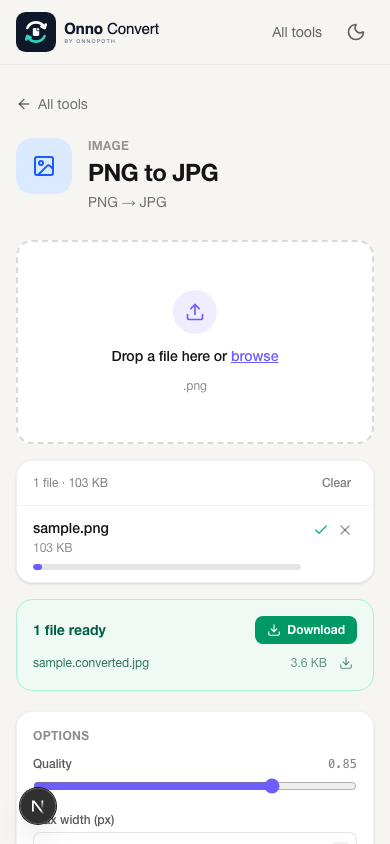 Onno Convert
BY ONNOPOTH
All tools
All tools
IMAGE
PNG to JPG
PNG → JPG
Drop a file here or browse
.png
1 file · 103 KB
Clear
sample.png
103 KB
1 file ready
Download
sample.converted.jpg
3.6 KB
OPTIONS
Quality
0.85
N
width (px)